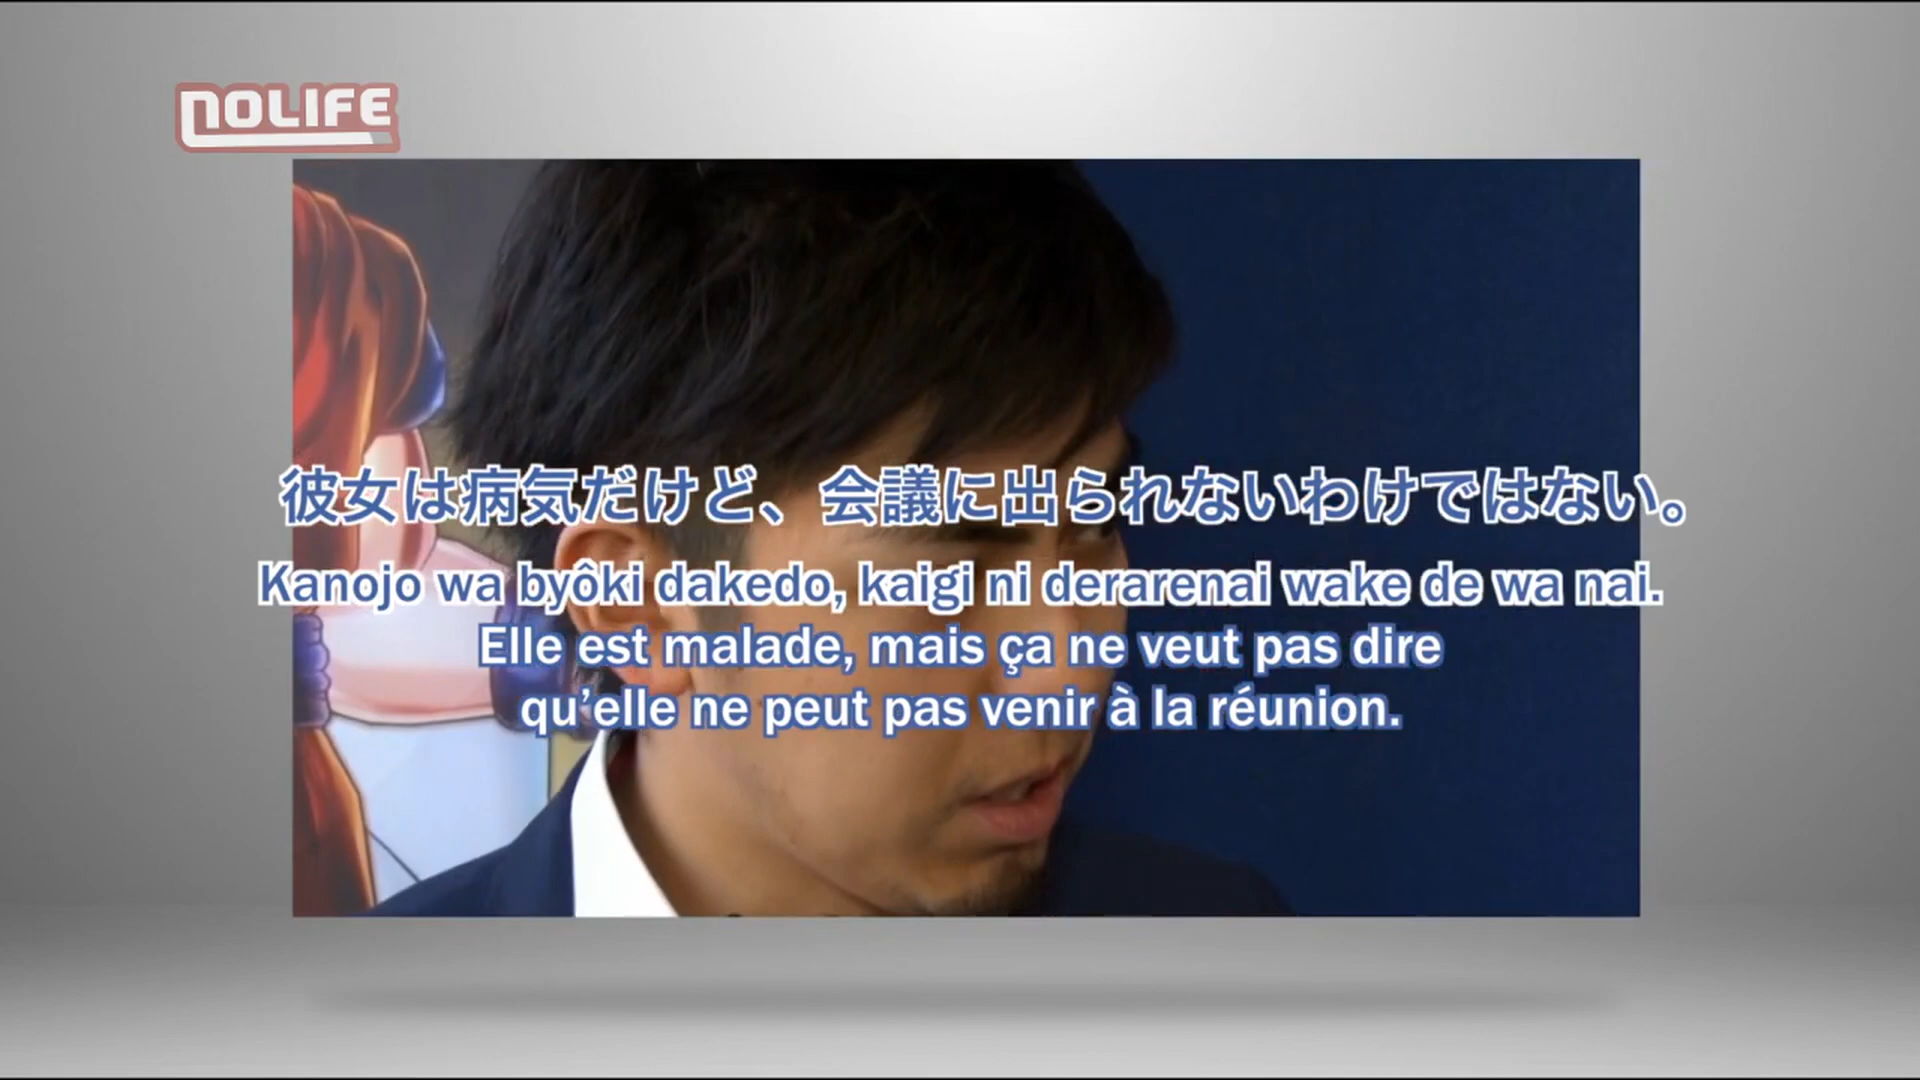 NOLIFE
彼女は病気だけど、会議に出られないわけではない。
Kanojo wa byôki dakedo, kaigi ni derarenai wake de wa nai.
Elle est malade, mais ça ne veut pas dire
qu'elle ne peut pas venir à la réunion.